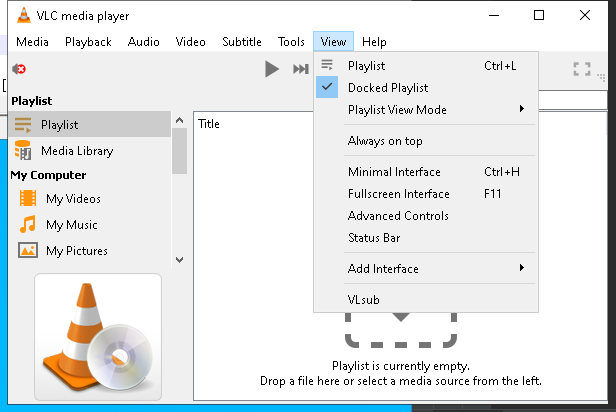 VLC media player
Media Playback Audio Video Subtitle Tools View Help
Playlist
Playlist
Media Library
My Computer
My Videos
My Music
My Pictures
Title
Playlist Ctrl+L
Docked Playlist
Playlist View Mode
Always on top
Minimal Interface Ctrl+H
Fullscreen Interface F11
Advanced Controls
Status Bar
Add Interface
VLsub
Playlist is currently empty.
Drop a file here or select a media source from the left.